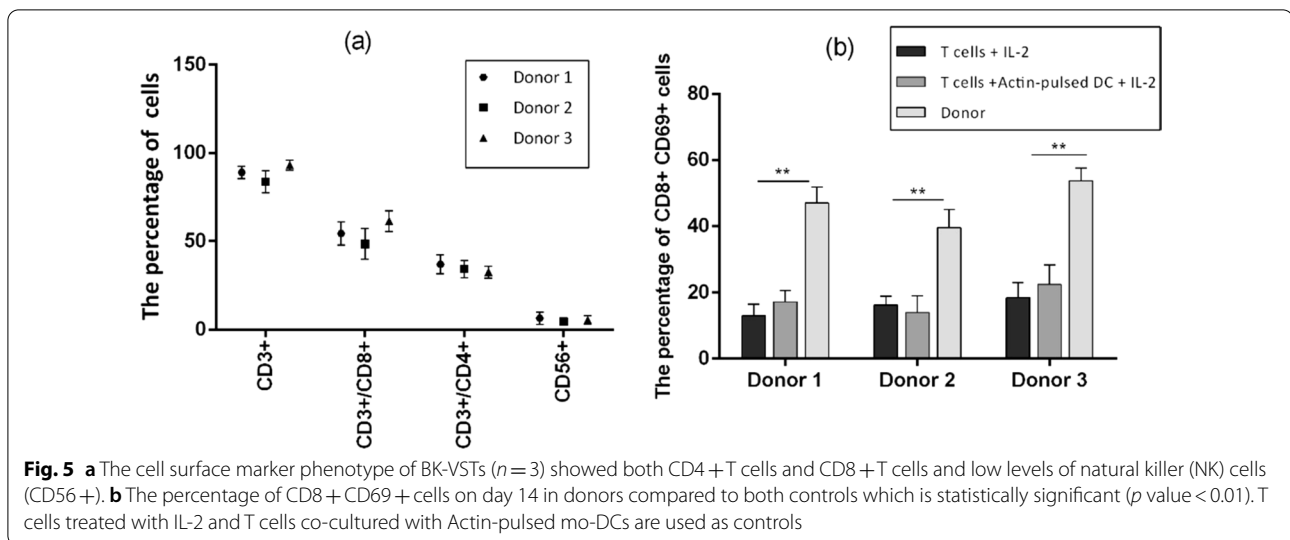 (a)
The percentage of cells
150
100
50
0
CD3+
CD3+/CD8+
CD3+/CD4+
CD56+
Donor 1
Donor 2
Donor 3
(b)
T cells + IL-2
T cells +Actin-pulsed DC + IL-2
Donor
The percentage of CD8+ CD69+ cells
80
60
40
20
0
**
**
**
Donor 1
Donor 2
Donor 3
Fig. 5 a The cell surface marker phenotype of BK-VSTs (n = 3) showed both CD4 + T cells and CD8 + T cells and low levels of natural killer (NK) cells
(CD56 +). b The percentage of CD8 + CD69 + cells on day 14 in donors compared to both controls which is statistically significant (p value < 0.01). T
cells treated with IL-2 and T cells co-cultured with Actin-pulsed mo-DCs are used as controls